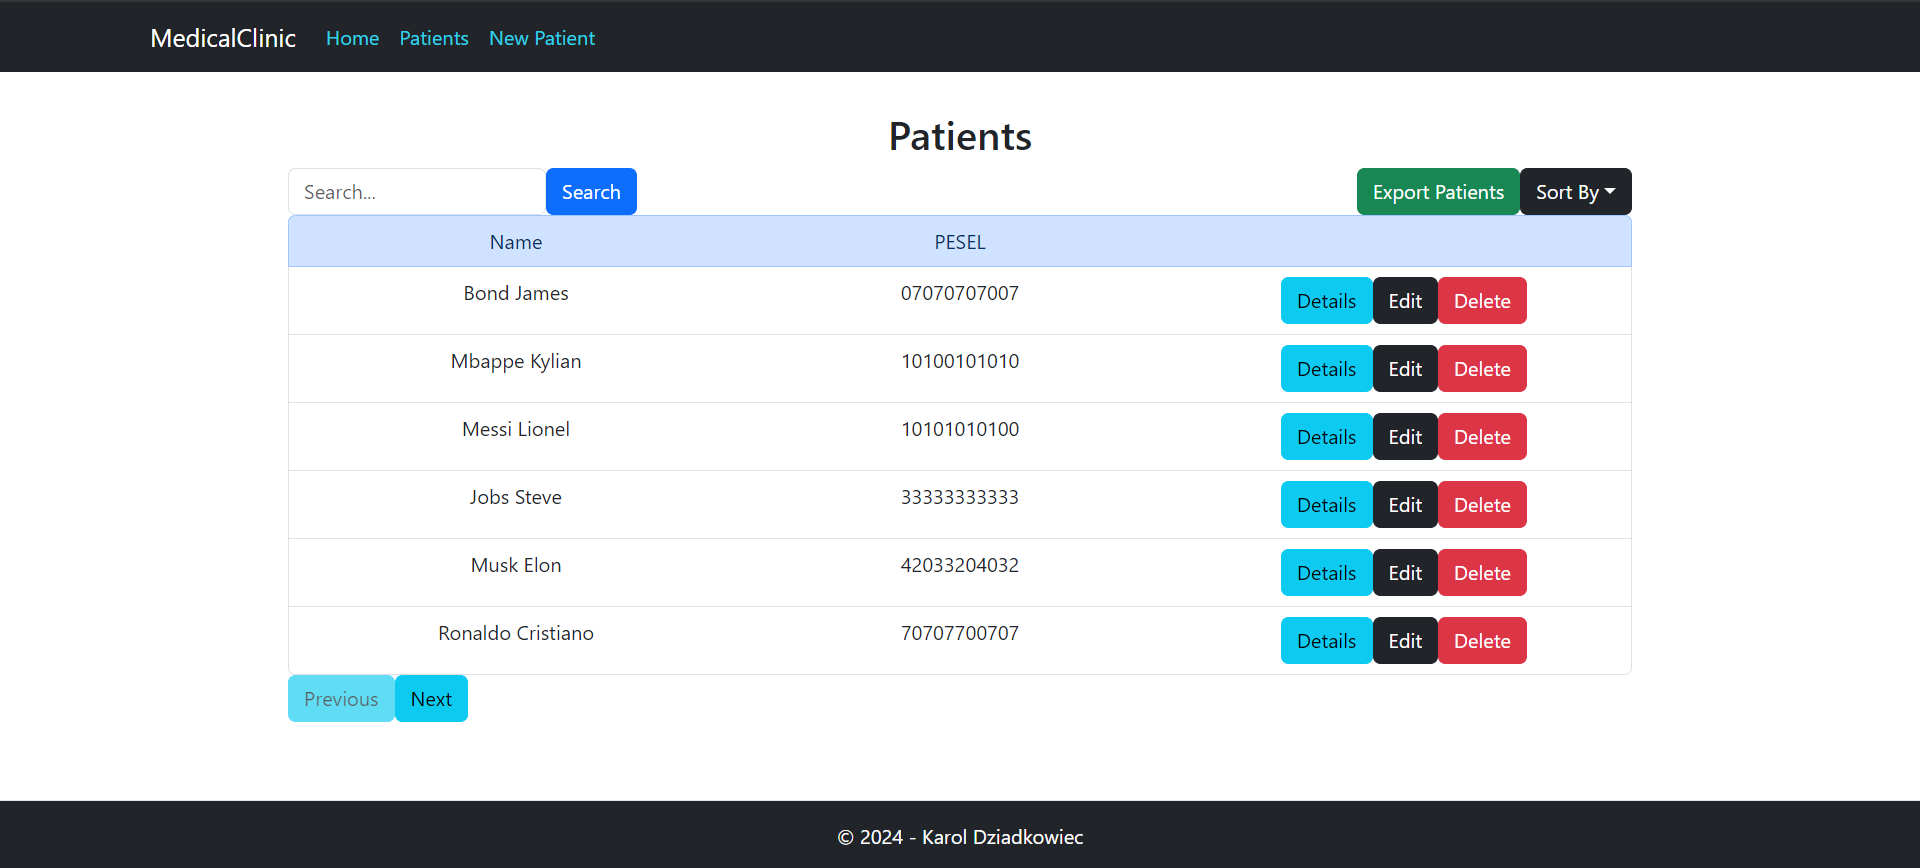 MedicalClinic Home Patients New Patient
Patients
Search... Search Export Patients Sort By
Name PESEL
Bond James 07070707007 Details Edit Delete
Mbappe Kylian 10100101010 Details Edit Delete
Messi Lionel 10101010100 Details Edit Delete
Jobs Steve 33333333333 Details Edit Delete
Musk Elon 42033204032 Details Edit Delete
Ronaldo Cristiano 70707700707 Details Edit Delete
Previous Next
© 2024 - Karol Dziadkowiec